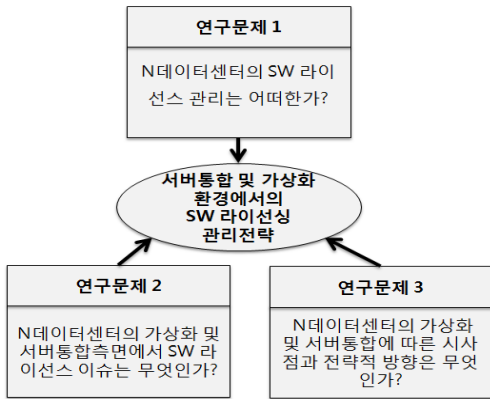 연구문제 1
N데이터센터의 SW 라이
선스 관리는 어떠한가?
서버통합 및 가상화
환경에서의
SW 라이선싱
관리전략
연구문제 2
N데이터센터의 가상화 및
서버통합측면에서 SW 라
이선스 이슈는 무엇인가?
연구문제 3
N데이터센터의 가상화
및 서버통합에 따른 시사
점과 전략적 방향은 무엇
인가?